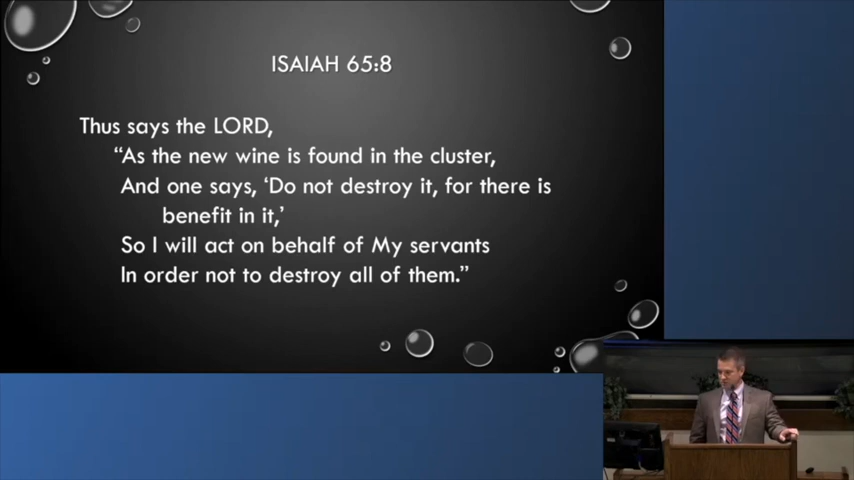 ISAIAH 65:8
Thus says the LORD,
“As the new wine is found in the cluster,
And one says, ‘Do not destroy it, for there is
benefit in it,’
So I will act on behalf of My servants
In order not to destroy all of them.”